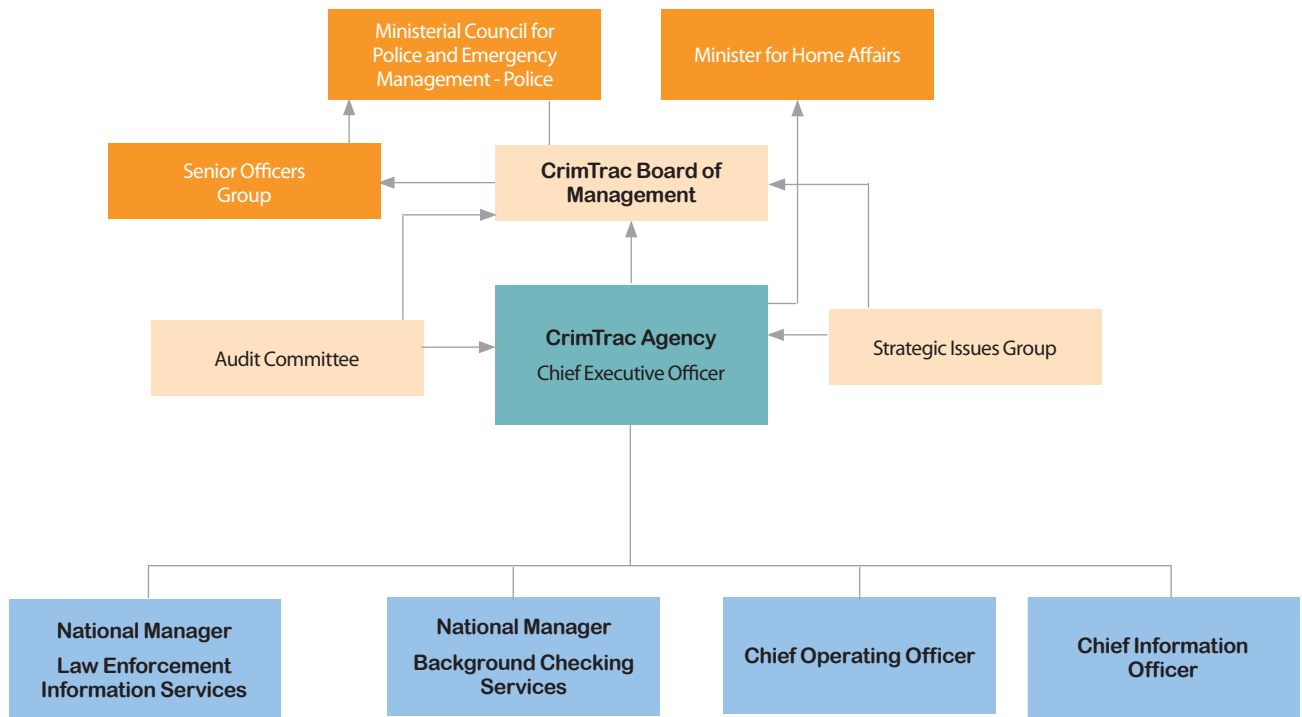 Ministerial Council for
Police and Emergency
Management - Police
Minister for Home Affairs
Senior Officers
Group
CrimTrac Board of
Management
Audit Committee
CrimTrac Agency
Chief Executive Officer
Strategic Issues Group
National Manager
Law Enforcement
Information Services
National Manager
Background Checking
Services
Chief Operating Officer
Chief Information
Officer